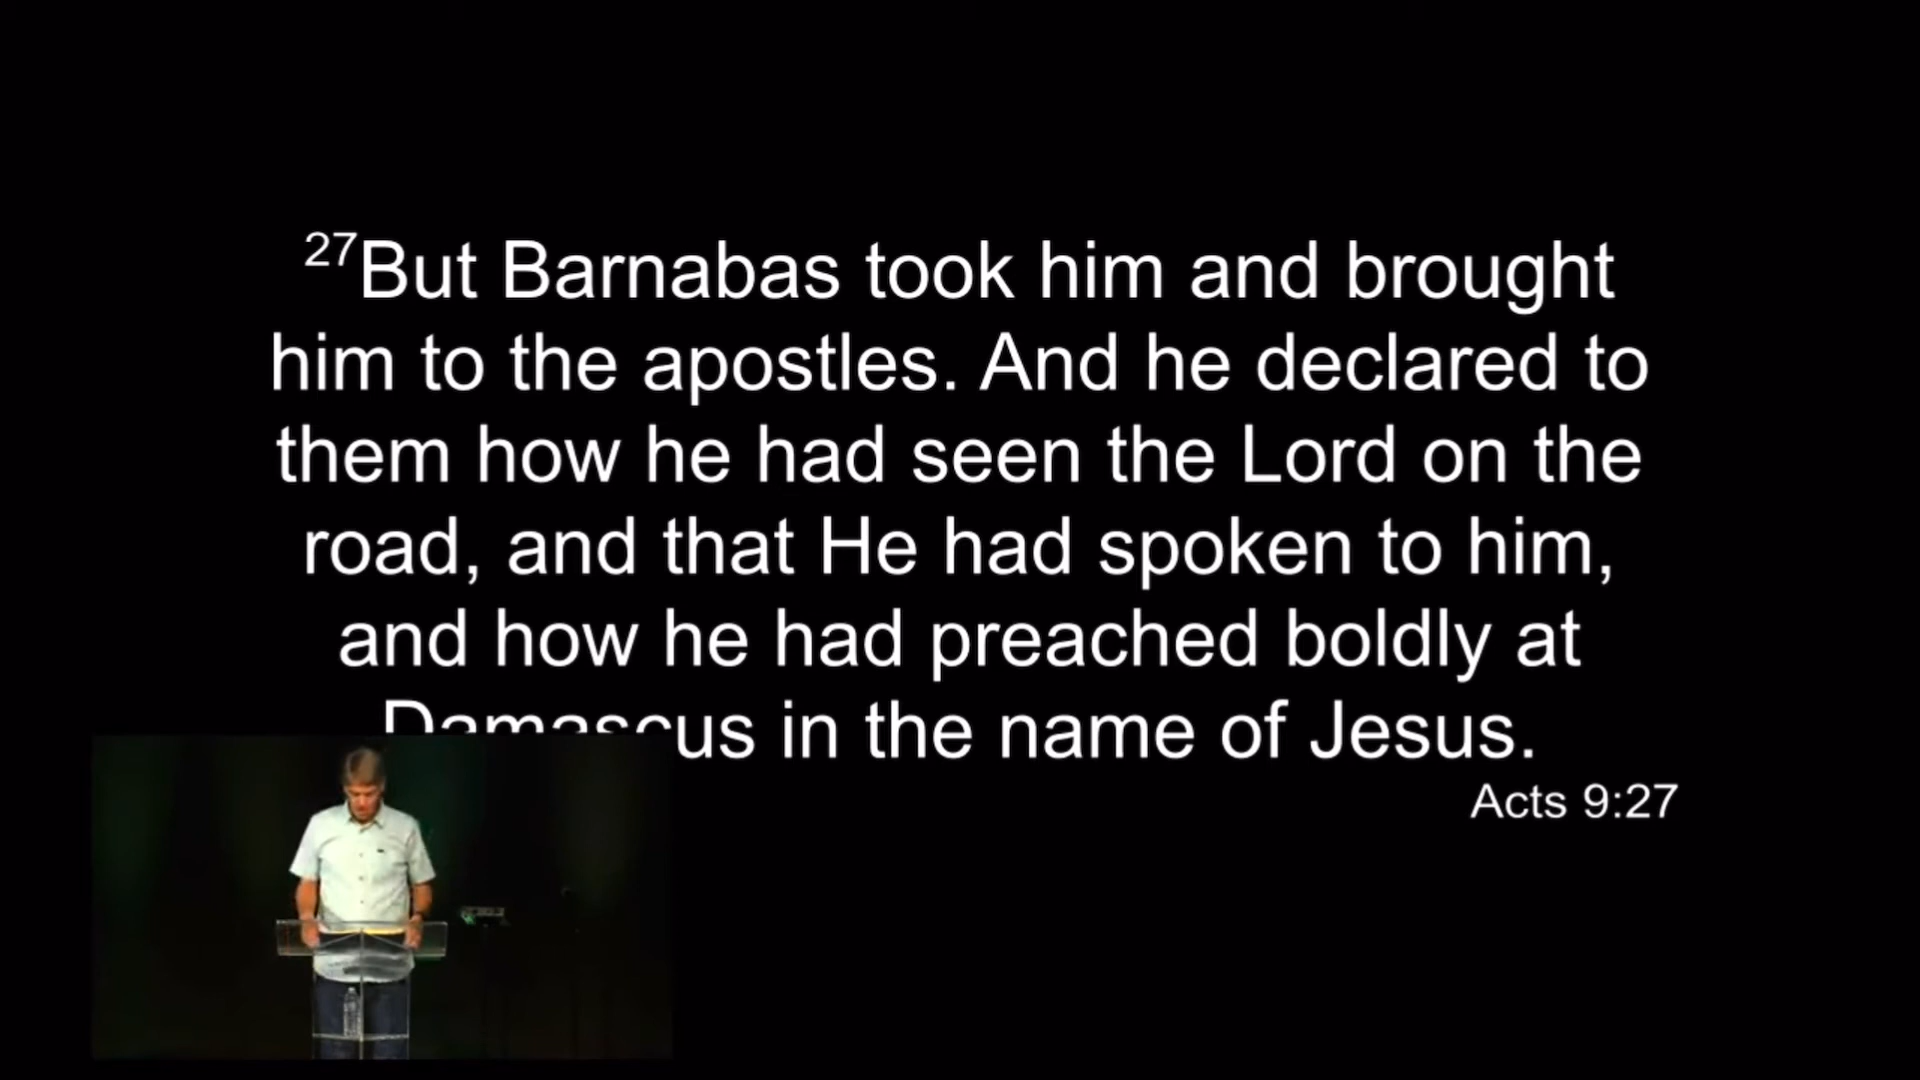 27But Barnabas took him and brought
him to the apostles. And he declared to
them how he had seen the Lord on the
road, and that He had spoken to him,
and how he had preached boldly at
Damascus in the name of Jesus.
Acts 9:27